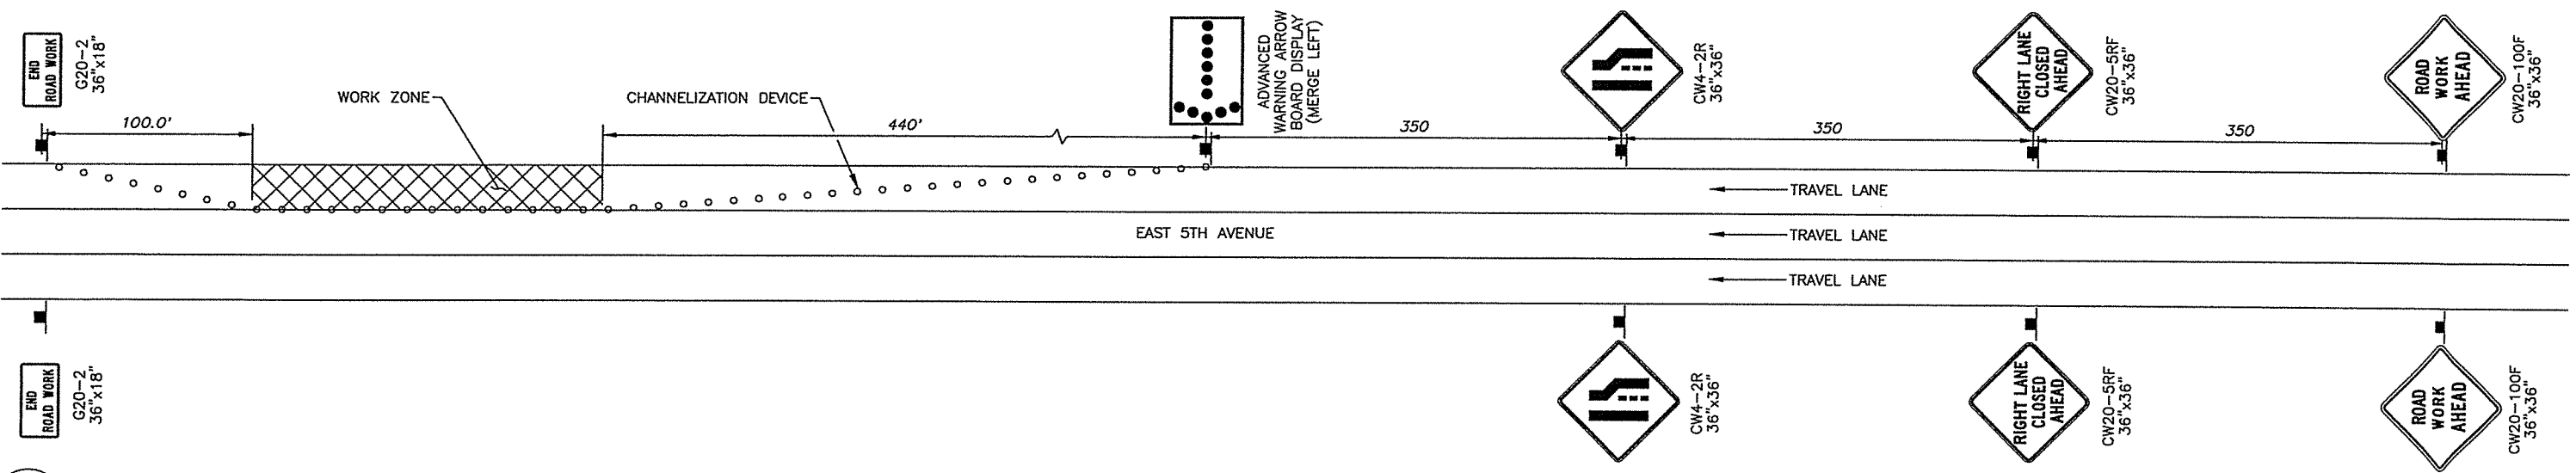 END
ROAD WORK
G20-2
36"x18"
ADVANCED
WARNING ARROW
BOARD DISPLAY
(MERGE LEFT)
CW4-2R
36"x36"
RIGHT LANE
CLOSED
AHEAD
CW20-5RF
36"x36"
ROAD
WORK
AHEAD
CW20-100F
36"x36"
WORK ZONE
CHANNELIZATION DEVICE
100.0'
440'
350
350
350
TRAVEL LANE
EAST 5TH AVENUE
TRAVEL LANE
TRAVEL LANE
END
ROAD WORK
G20-2
36"x18"
CW4-2R
36"x36"
RIGHT LANE
CLOSED
AHEAD
CW20-5RF
36"x36"
ROAD
WORK
AHEAD
CW20-100F
36"x36"